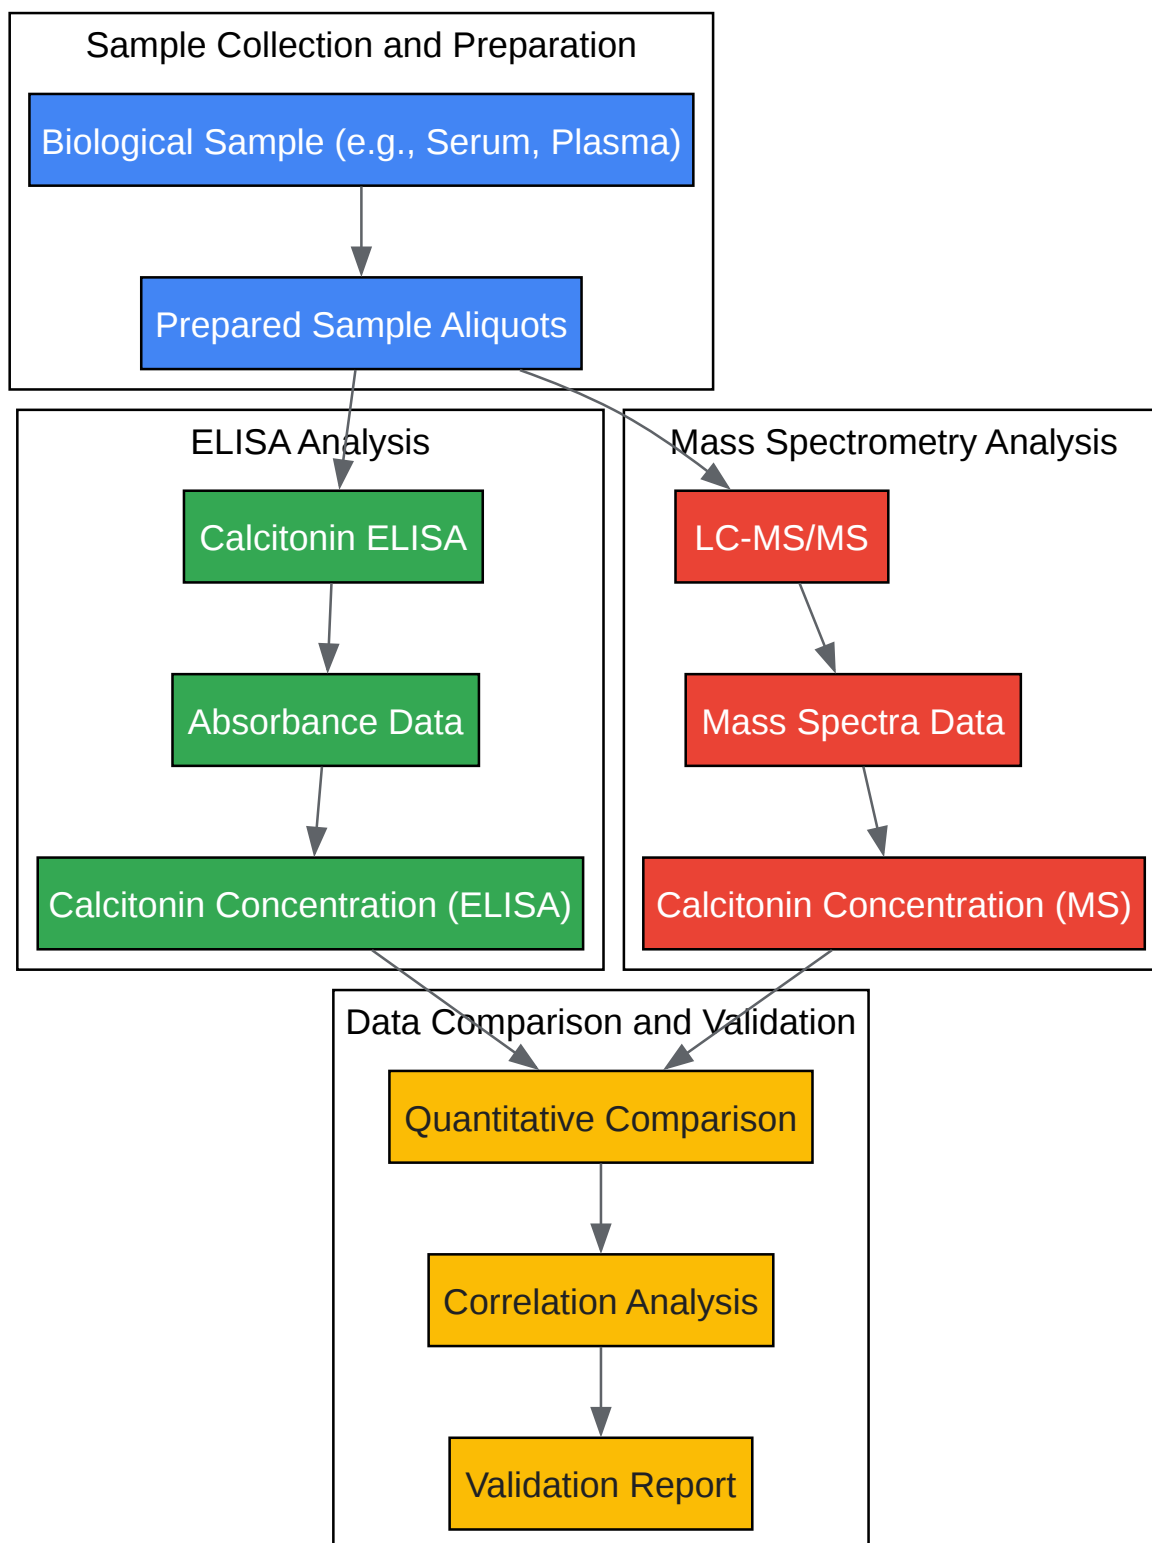 Sample Collection and Preparation
Biological Sample (e.g., Serum, Plasma)
Prepared Sample Aliquots
ELISA Analysis
Calcitonin ELISA
Absorbance Data
Calcitonin Concentration (ELISA)
Mass Spectrometry Analysis
LC-MS/MS
Mass Spectra Data
Calcitonin Concentration (MS)
Data Comparison and Validation
Quantitative Comparison
Correlation Analysis
Validation Report